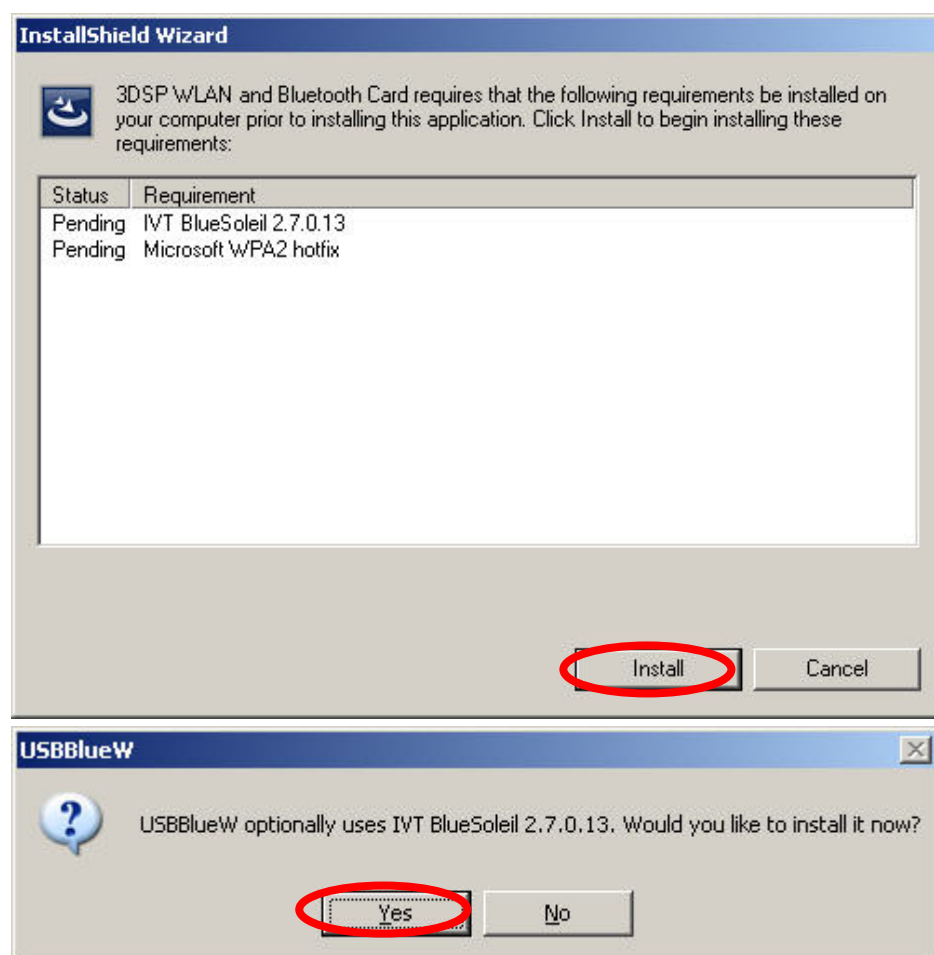 InstallShield Wizard
3DSP WLAN and Bluetooth Card requires that the following requirements be installed on
your computer prior to installing this application. Click Install to begin installing these
requirements:
Status Requirement
Pending IVT BlueSoleil 2.7.0.13
Pending Microsoft WPA2 hotfix
Install Cancel
USBBlueW
USBBlueW optionally uses IVT BlueSoleil 2.7.0.13. Would you like to install it now?
Yes No